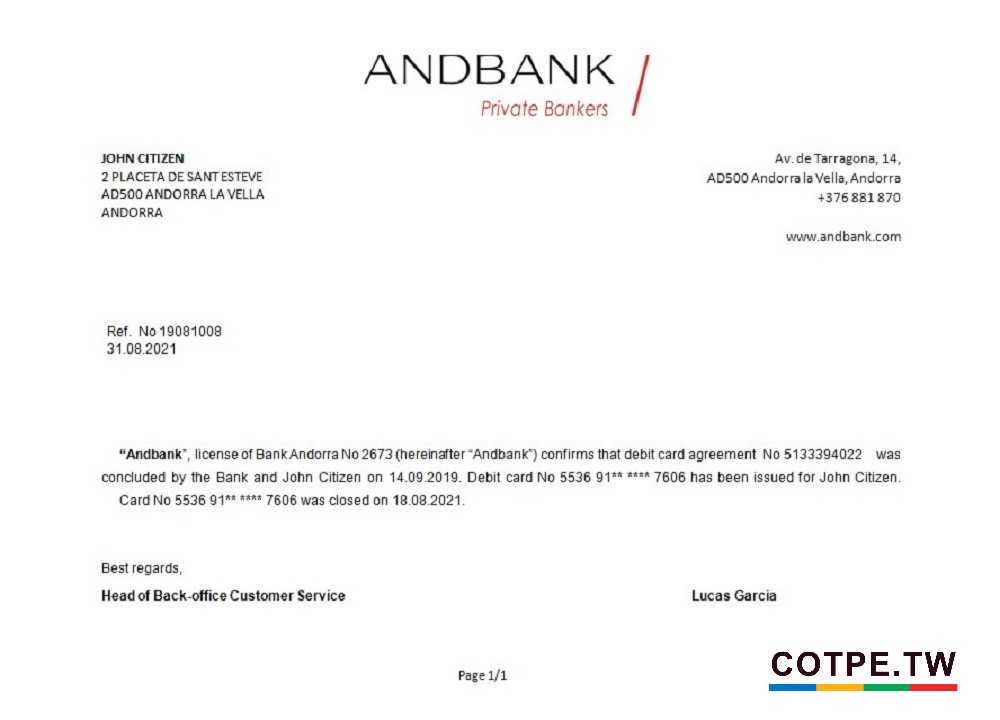 ANDBANK
Private Bankers
JOHN CITIZEN
2 PLACETA DE SANT ESTEVE
AD500 ANDORRA LA VELLA
ANDORRA
Av. de Tarragona, 14,
AD500 Andorra la Vella, Andorra
+376 881 870
www.andbank.com
Ref. No 19081008
31.08.2021
“Andbank”, license of Bank Andorra No 2673 (hereinafter “Andbank”) confirms that debit card agreement No 5133394022 was
concluded by the Bank and John Citizen on 14.09.2019. Debit card No 5536 91** **** 7606 has been issued for John Citizen.
Card No 5536 91** **** 7606 was closed on 18.08.2021.
Best regards,
Head of Back-office Customer Service Lucas Garcia
Page 1/1
COTPE.TW